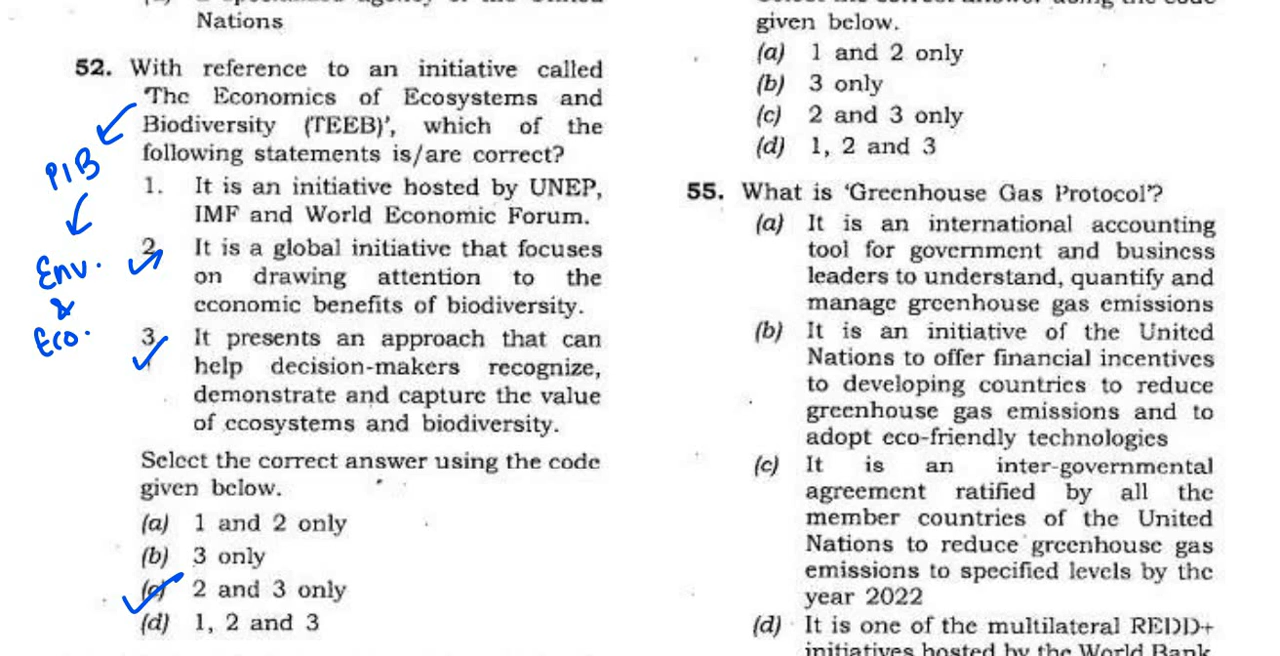 Nations
52. With reference to an initiative called
'The Economics of Ecosystems and
Biodiversity (TEEB)', which of the
following statements is/are correct?
1. It is an initiative hosted by UNEP,
IMF and World Economic Forum.
2. It is a global initiative that focuses
on drawing attention to the
economic benefits of biodiversity.
3. It presents an approach that can
help decision-makers recognize,
demonstrate and capture the value
of ecosystems and biodiversity.
Select the correct answer using the code
given below.
(a) 1 and 2 only
(b) 3 only
(c) 2 and 3 only
(d) 1, 2 and 3
PIB
Env.
&
Eco.
given below.
(a) 1 and 2 only
(b) 3 only
(c) 2 and 3 only
(d) 1, 2 and 3
55. What is 'Greenhouse Gas Protocol'?
(a) It is an international accounting
tool for government and business
leaders to understand, quantify and
manage greenhouse gas emissions
(b) It is an initiative of the United
Nations to offer financial incentives
to developing countries to reduce
greenhouse gas emissions and to
adopt eco-friendly technologies
(c) It is an inter-governmental
agreement ratified by all the
member countries of the United
Nations to reduce greenhouse gas
emissions to specified levels by the
year 2022
(d) It is one of the multilateral REDD+
initiatives hosted by the World Bank